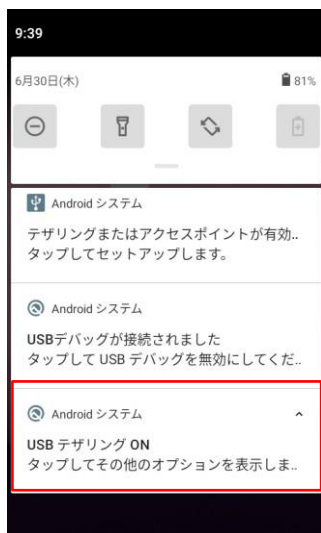 9:39
6月30日(木)
81%
Android システム
テザリングまたはアクセスポイントが有効..
タップしてセットアップします。
Android システム
USBデバッグが接続されました
タップして USB デバッグを無効にしてくだ..
Android システム
USB テザリング ON
タップしてその他のオプションを表示しま..